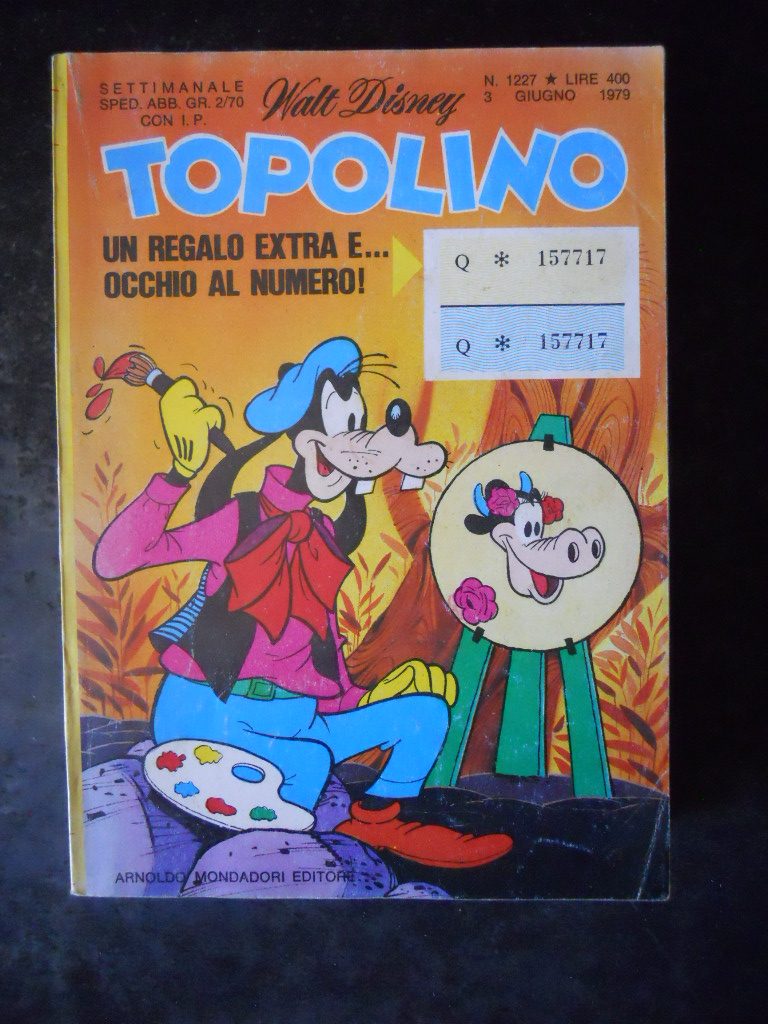 SETTIMANALE
SPED. ABB. GR. 2/70
CON I. P.
Walt Disney
N. 1227 ★ LIRE 400
3 GIUGNO 1979
TOPOLINO
UN REGALO EXTRA E...
OCCHIO AL NUMERO!
Q * 157717
Q * 157717
ARNOLDO MONDADORI EDITORE